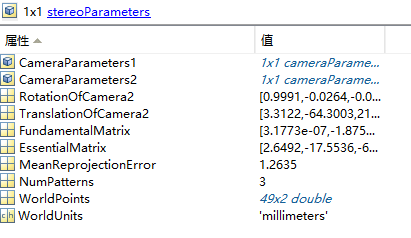 1x1 stereoParameters
属性 值
CameraParameters1 1x1 cameraParame...
CameraParameters2 1x1 cameraParame...
RotationOfCamera2 [0.9991,-0.0264,-0.0...
TranslationOfCamera2 [3.3122,-64.3003,21...
FundamentalMatrix [3.1773e-07,-1.875...
EssentialMatrix [2.6492,-17.5536,-6...
MeanReprojectionError 1.2635
NumPatterns 3
WorldPoints 49x2 double
WorldUnits 'millimeters'